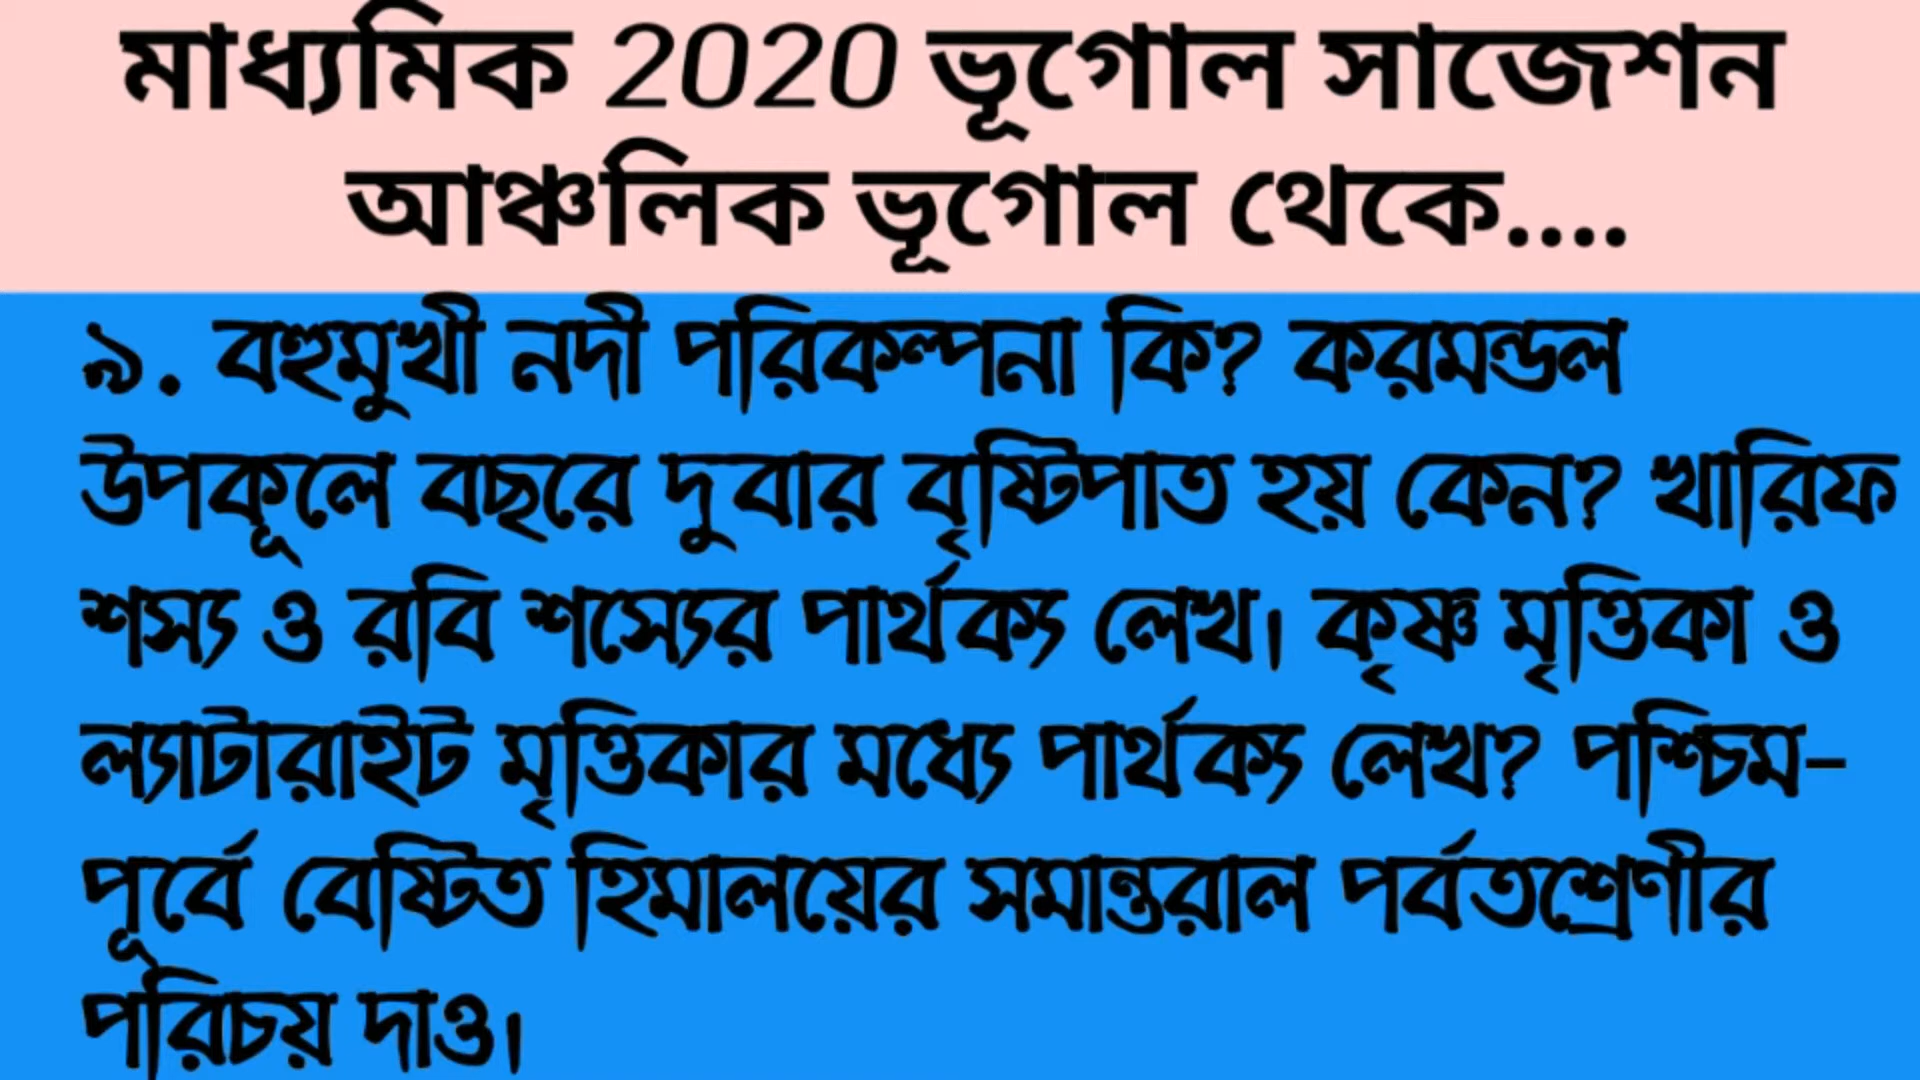 মাধ্যমিক 2020 ভূগোল সাজেশন
আঞ্চলিক ভূগোল থেকে....
৯. বহুমুখী নদী পরিকল্পনা কি? করমন্ডল
উপকূলে বছরে দুবার বৃষ্টিপাত হয় কেন? খারিফ
শস্য ও রবি শস্যের পার্থক্য লেখ। কৃষ্ণ মৃত্তিকা ও
ল্যাটারাইট মৃত্তিকার মধ্যে পার্থক্য লেখ? পশ্চিম-
পূর্বে বেষ্টিত হিমালয়ের সমান্তরাল পর্বতশ্রেণীর
পরিচয় দাও।